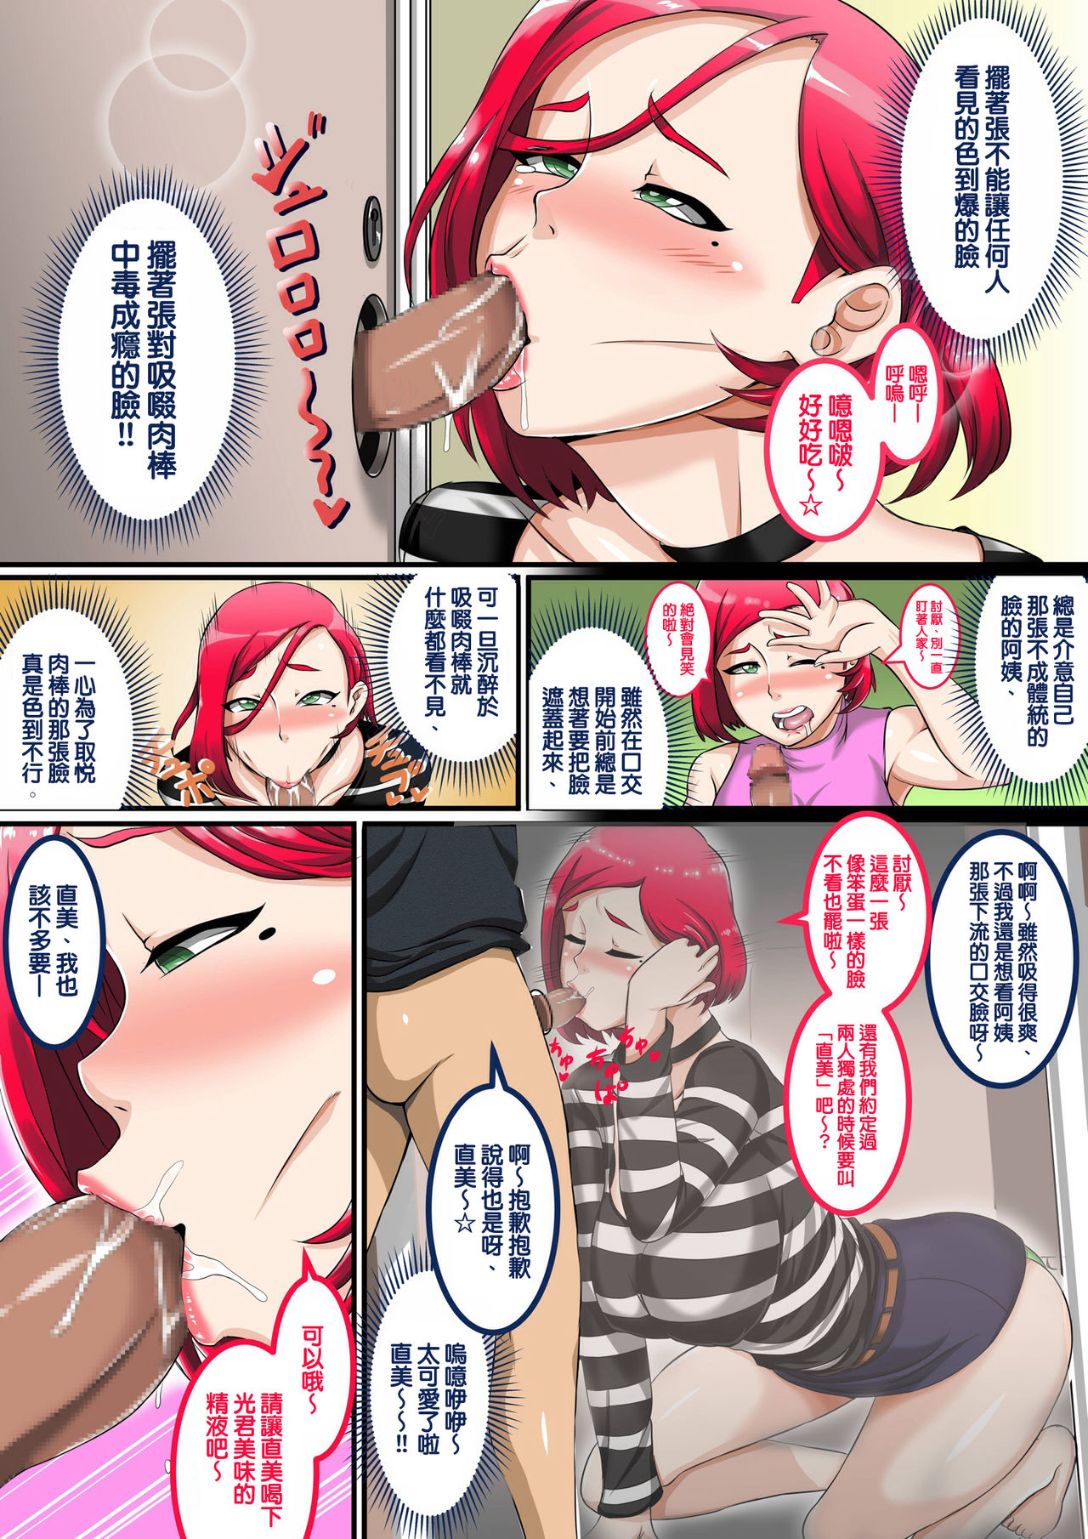 擺著張不能讓任何人
看見的色到爆的臉
嗯呼—
呼嗚—
噫嗯啵～
好好吃～☆
ジュロロロ～～～♥
擺著張對吸啜肉棒
中毒成癮的臉!!
總是介意自己
那張不成體統的
臉的阿姨、
討厭、別一直
盯著人家～
絕對會見笑
的啦～
雖然在口交
開始前總是
想著要把臉
遮蓋起來、
可一旦沉醉於
吸啜肉棒就
什麼都看不見、
一心為了取悅
肉棒的那張臉
真是色到不行。
啊啊～雖然吸得很爽、
不過我還是想看阿姨
那張下流的口交臉呀～
討厭～
這麼一張
像笨蛋一樣的臉
不看也罷啦～
還有我們約定過
兩人獨處的時候要叫
「直美」吧～?
ちゅ
ちゅ
ぱ
啊～抱歉抱歉
說得也是呀、
直美～☆
嗚噫咿咿～
太可愛了啦
直美～～～!!
直美、我也
該不多要—
可以哦～
請讓直美喝下
光君美味的
精液吧～